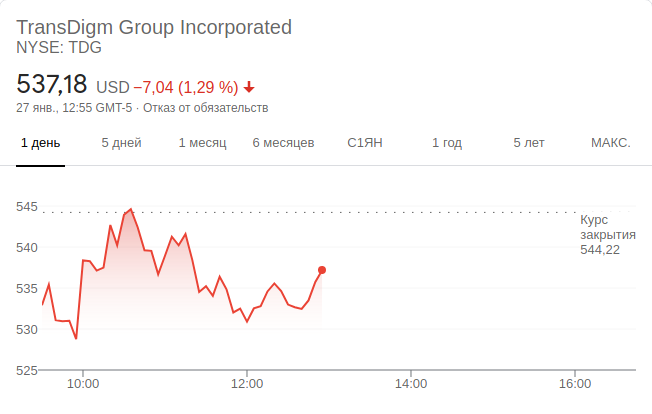 TransDigm Group Incorporated
NYSE: TDG
537,18 USD −7,04 (1,29 %)
27 янв., 12:55 GMT-5 · Отказ от обязательств
1 день 5 дней 1 месяц 6 месяцев С1ЯН 1 год 5 лет МАКС.
545
Курс
закрытия
544,22
540
535
530
525
10:00 12:00 14:00 16:00